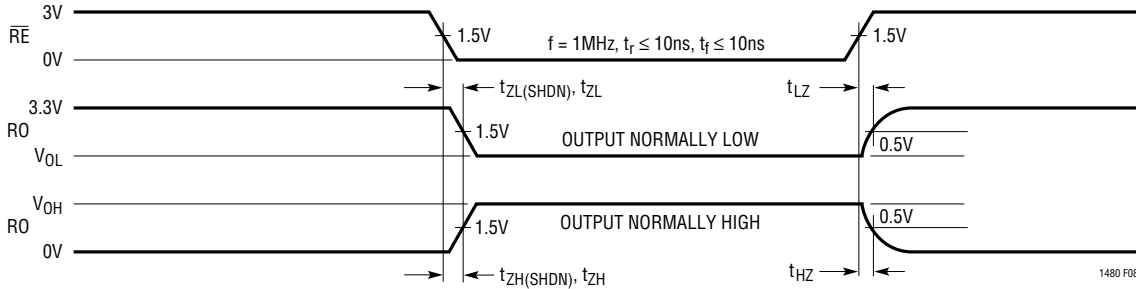 3V
RE
1.5V
f = 1MHz, tr ≤ 10ns, tf ≤ 10ns
1.5V
0V
tZL(SHDN), tZL
tLZ
3.3V
RO
1.5V
OUTPUT NORMALLY LOW
0.5V
VOL
VOH
RO
1.5V
OUTPUT NORMALLY HIGH
0.5V
0V
tZH(SHDN), tZH
tHZ
1480 F08